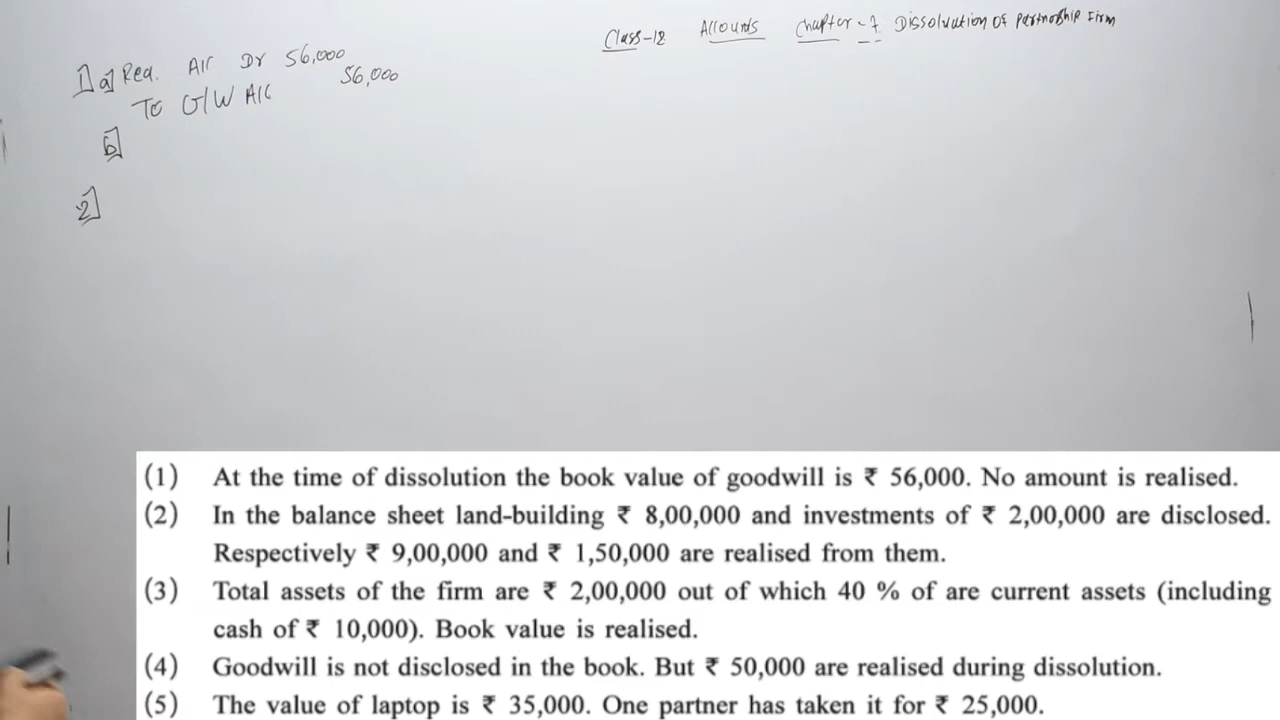 Class-12 Accounts Chapter-7 Dissolvation of Partnership Firm
1] a] Rea. A/c Dr 56,000
To G/W A/c 56,000
b]
2]
(1) At the time of dissolution the book value of goodwill is ₹ 56,000. No amount is realised.
(2) In the balance sheet land-building ₹ 8,00,000 and investments of ₹ 2,00,000 are disclosed.
Respectively ₹ 9,00,000 and ₹ 1,50,000 are realised from them.
(3) Total assets of the firm are ₹ 2,00,000 out of which 40 % of are current assets (including
cash of ₹ 10,000). Book value is realised.
(4) Goodwill is not disclosed in the book. But ₹ 50,000 are realised during dissolution.
(5) The value of laptop is ₹ 35,000. One partner has taken it for ₹ 25,000.